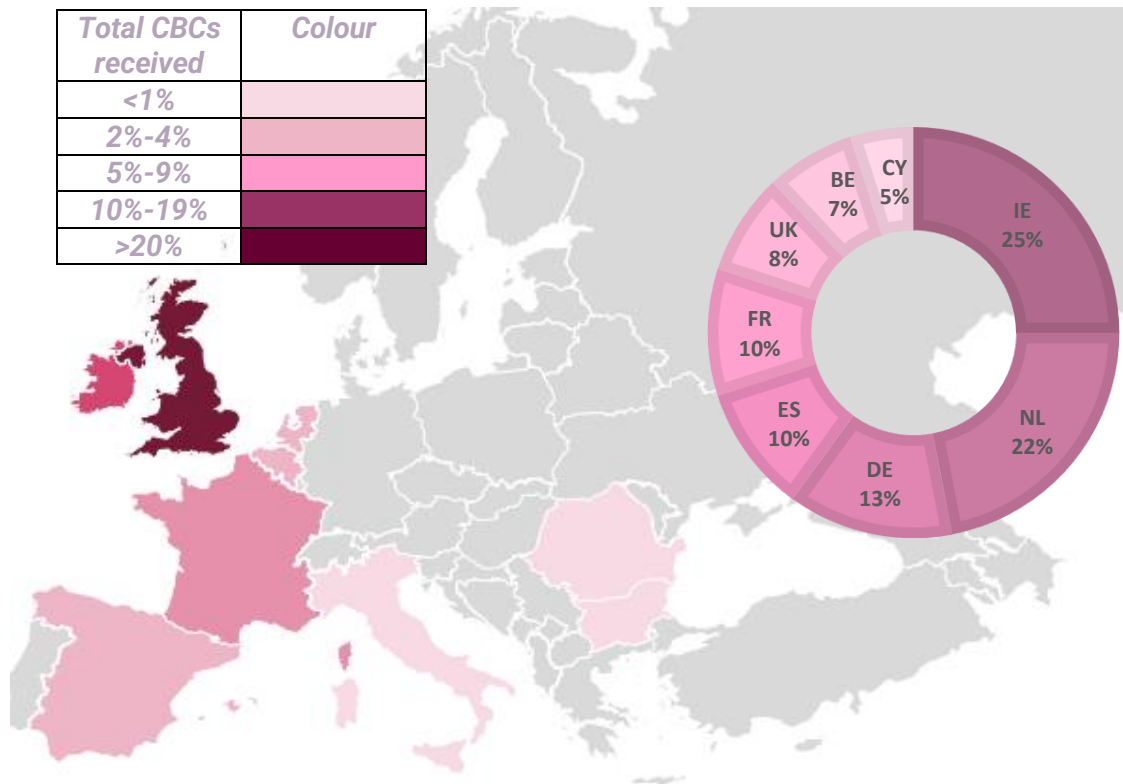 Total CBCs received Colour
<1%
2%-4%
5%-9%
10%-19%
>20%
IE
25%
NL
22%
DE
13%
ES
10%
FR
10%
UK
8%
BE
7%
CY
5%